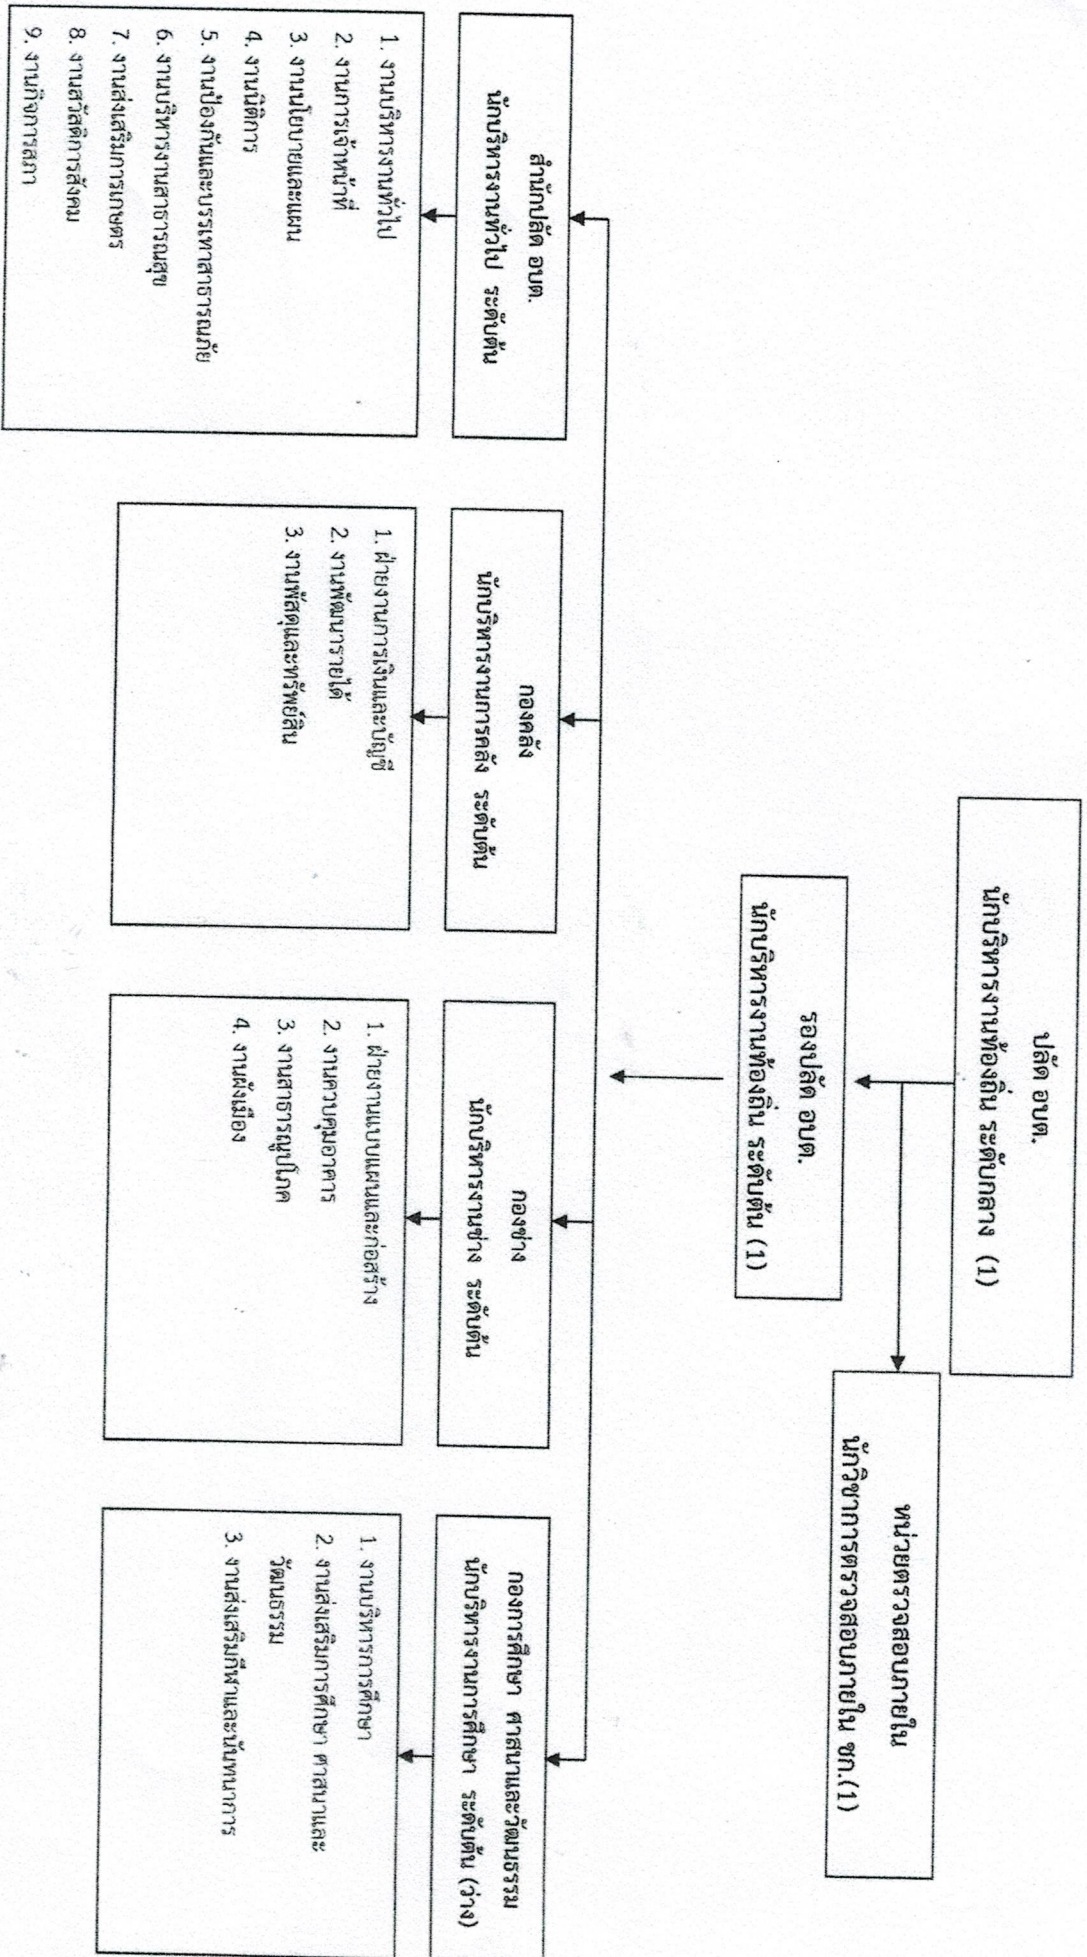 ปลัด อบต.
นักบริหารงานท้องถิ่น ระดับกลาง (1)
หน่วยตรวจสอบภายใน
นักวิชาการตรวจสอบภายใน ชก.(1)
รองปลัด อบต.
นักบริหารงานท้องถิ่น ระดับต้น (1)
สำนักปลัด อบต.
นักบริหารงานทั่วไป ระดับต้น
1. งานบริหารงานทั่วไป
2. งานการเจ้าหน้าที่
3. งานนโยบายและแผน
4. งานนิติการ
5. งานป้องกันและบรรเทาสาธารณภัย
6. งานบริหารงานสาธารณสุข
7. งานส่งเสริมการเกษตร
8. งานสวัสดิการสังคม
9. งานกิจการสภา
กองคลัง
นักบริหารงานการคลัง ระดับต้น
1. ฝ่ายงานการเงินและบัญชี
2. งานพัฒนารายได้
3. งานพัสดุและทรัพย์สิน
กองช่าง
นักบริหารงานช่าง ระดับต้น
1. ฝ่ายงานแบบแผนและก่อสร้าง
2. งานควบคุมอาคาร
3. งานสาธารณูปโภค
4. งานผังเมือง
กองการศึกษา ศาสนาและวัฒนธรรม
นักบริหารงานการศึกษา ระดับต้น (ว่าง)
1. งานบริหารการศึกษา
2. งานส่งเสริมการศึกษา ศาสนาและ
วัฒนธรรม
3. งานส่งเสริมกีฬาและนันทนาการ